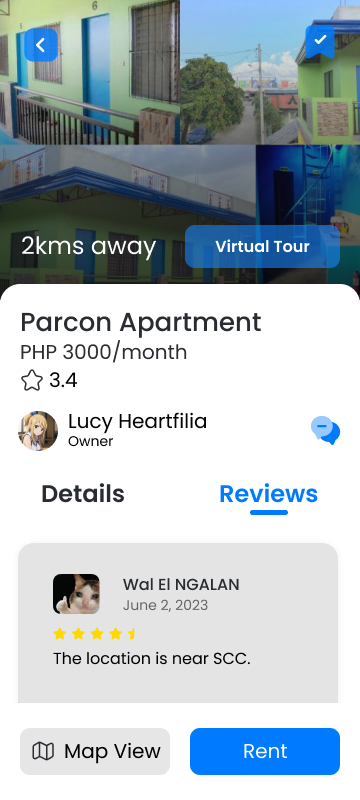 2kms away
Virtual Tour
Parcon Apartment
PHP 3000/month
3.4
Lucy Heartfilia
Owner
Details
Reviews
Wal El NGALAN
June 2, 2023
The location is near SCC.
Map View
Rent